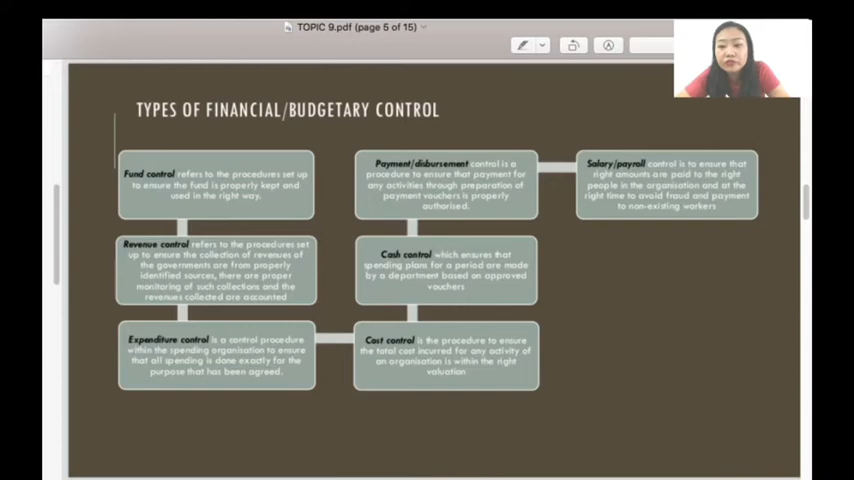 TOPIC 9.pdf (page 5 of 15)
TYPES OF FINANCIAL/BUDGETARY CONTROL
Fund control refers to the procedures set up
to ensure the fund is properly kept and
used in the right way.
Revenue control refers to the procedures set
up to ensure the collection of revenues of
the governments are from properly
identified sources, there are proper
monitoring of such collections and the
revenues collected are accounted
Expenditure control is a control procedure
within the spending organisation to ensure
that all spending is done exactly for the
purpose that has been agreed.
Cost control is the procedure to ensure
the total cost incurred for any activity of
an organisation is within the right
valuation
Cash control which ensures that
spending plans for a period are made
by a department based on approved
vouchers
Payment/disbursement control is a
procedure to ensure that payment for
any activities through preparation of
payment vouchers is properly
authorised.
Salary/payroll control is to ensure that
right amounts are paid to the right
people in the organisation and at the
right time to avoid fraud and payment
to non-existing workers